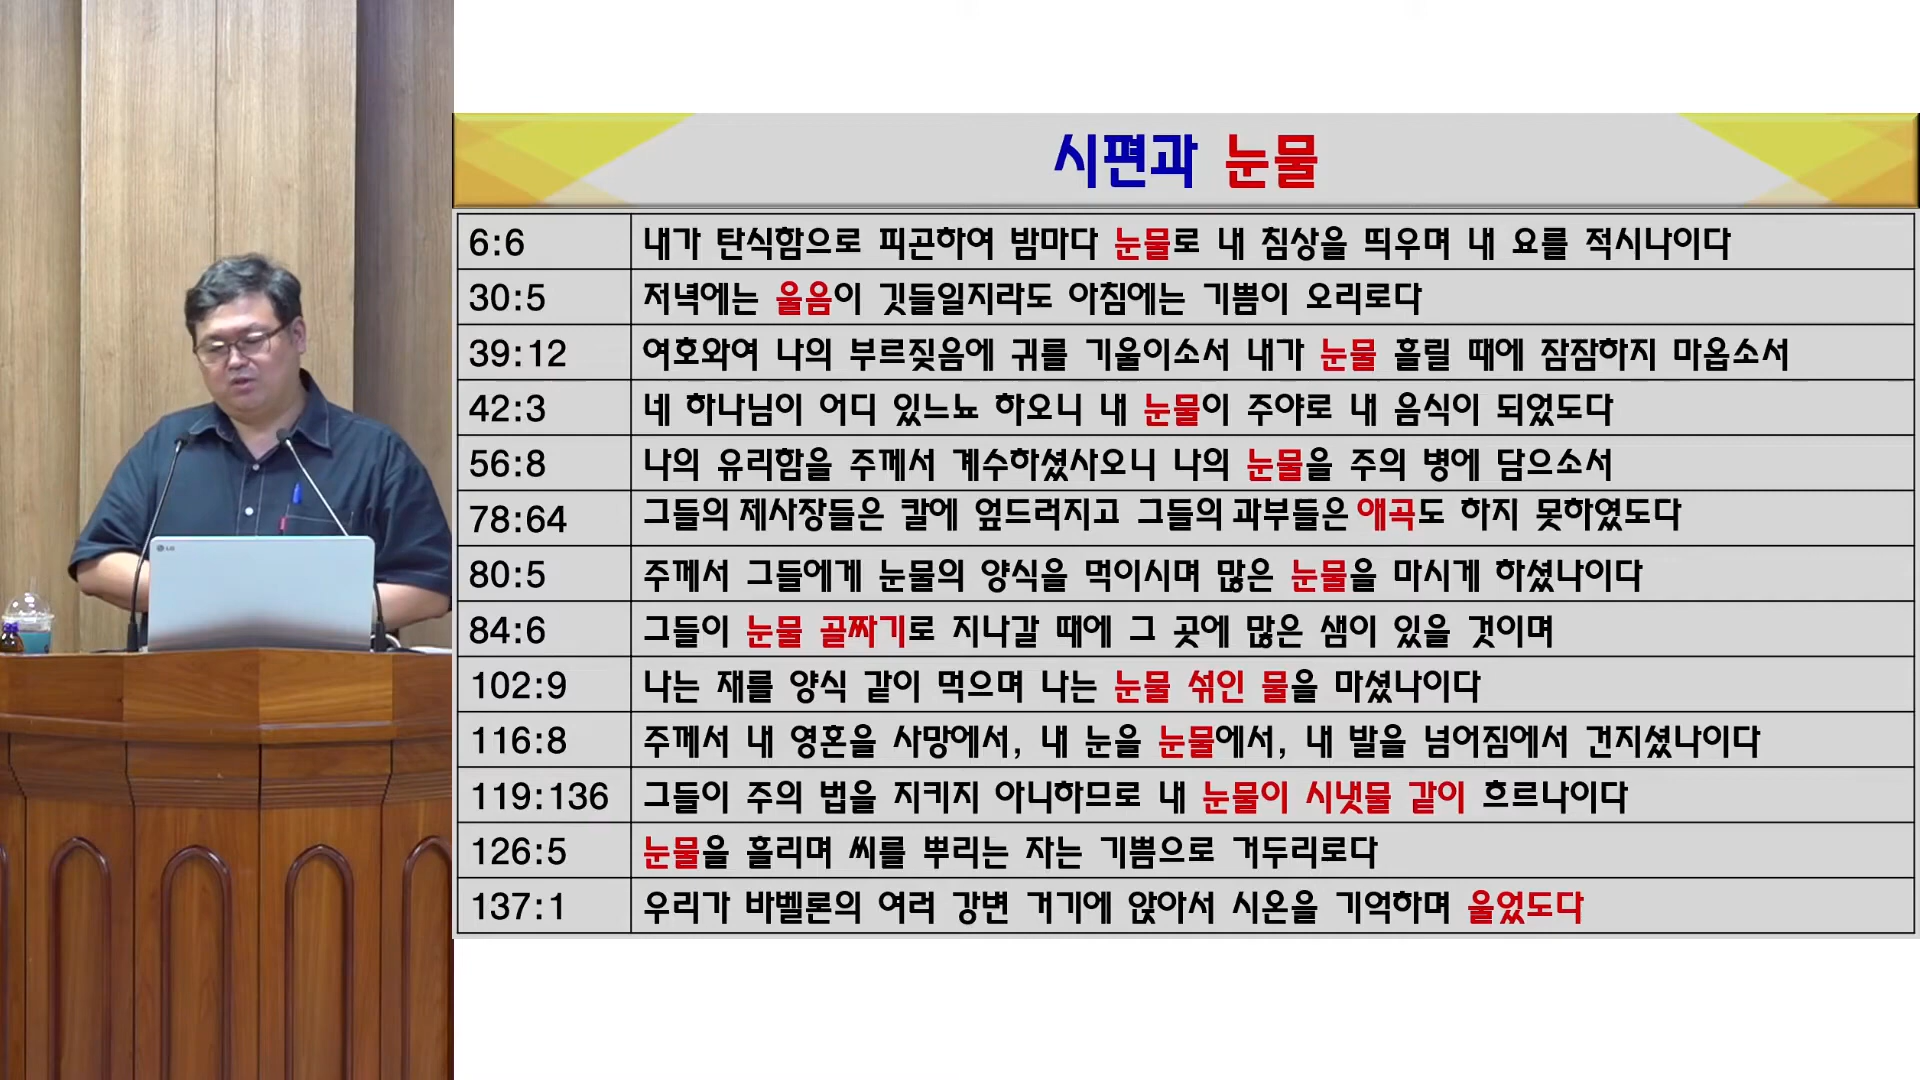 시편과 눈물
6:6 내가 탄식함으로 피곤하여 밤마다 눈물로 내 침상을 띄우며 내 요를 적시나이다
30:5 저녁에는 울음이 깃들일지라도 아침에는 기쁨이 오리로다
39:12 여호와여 나의 부르짖음에 귀를 기울이소서 내가 눈물 흘릴 때에 잠잠하지 마옵소서
42:3 네 하나님이 어디 있느뇨 하오니 내 눈물이 주야로 내 음식이 되었도다
56:8 나의 유리함을 주께서 계수하셨사오니 나의 눈물을 주의 병에 담으소서
78:64 그들의 제사장들은 칼에 엎드러지고 그들의 과부들은 애곡도 하지 못하였도다
80:5 주께서 그들에게 눈물의 양식을 먹이시며 많은 눈물을 마시게 하셨나이다
84:6 그들이 눈물 골짜기로 지나갈 때에 그 곳에 많은 샘이 있을 것이며
102:9 나는 재를 양식 같이 먹으며 나는 눈물 섞인 물을 마셨나이다
116:8 주께서 내 영혼을 사망에서, 내 눈을 눈물에서, 내 발을 넘어짐에서 건지셨나이다
119:136 그들이 주의 법을 지키지 아니하므로 내 눈물이 시냇물 같이 흐르나이다
126:5 눈물을 흘리며 씨를 뿌리는 자는 기쁨으로 거두리로다
137:1 우리가 바벨론의 여러 강변 거기에 앉아서 시온을 기억하며 울었도다
LG